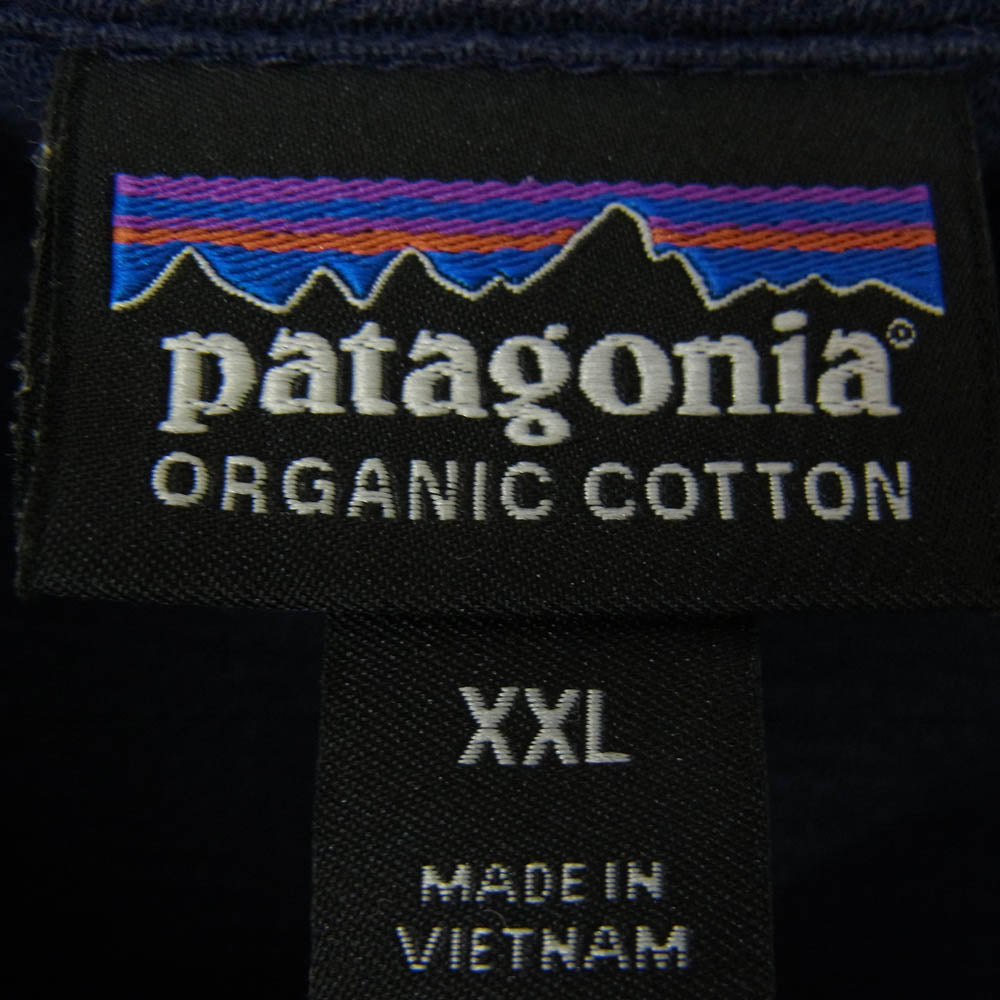 patagonia®
ORGANIC COTTON
XXL
MADE IN
VIETNAM